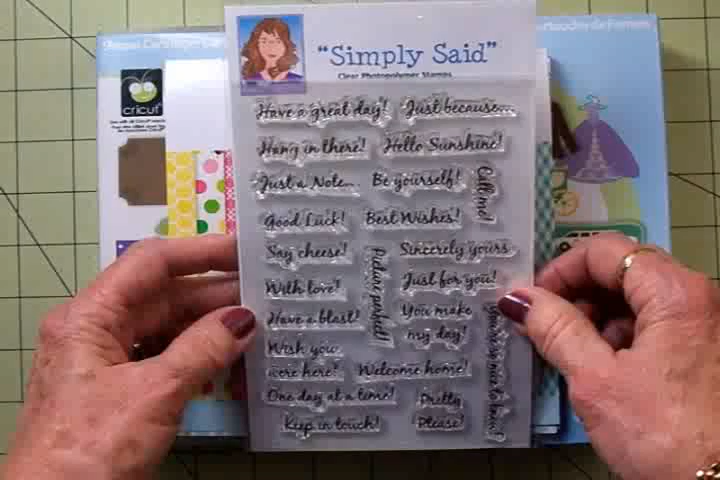 "Simply Said"
Clear Photopolymer Stamps
cricut
Have a great day!
Just because...
Hang in there!
Hello Sunshine!
Just a Note...
Be yourself!
Call me!
Good Luck!
Best Wishes!
Say cheese!
Picture perfect!
Sincerely yours,
With love!
Just for you!
Have a blast!
You make
my day!
Wish you
were here!
Welcome home!
One day at a time!
Pretty
Please!
Keep in touch!